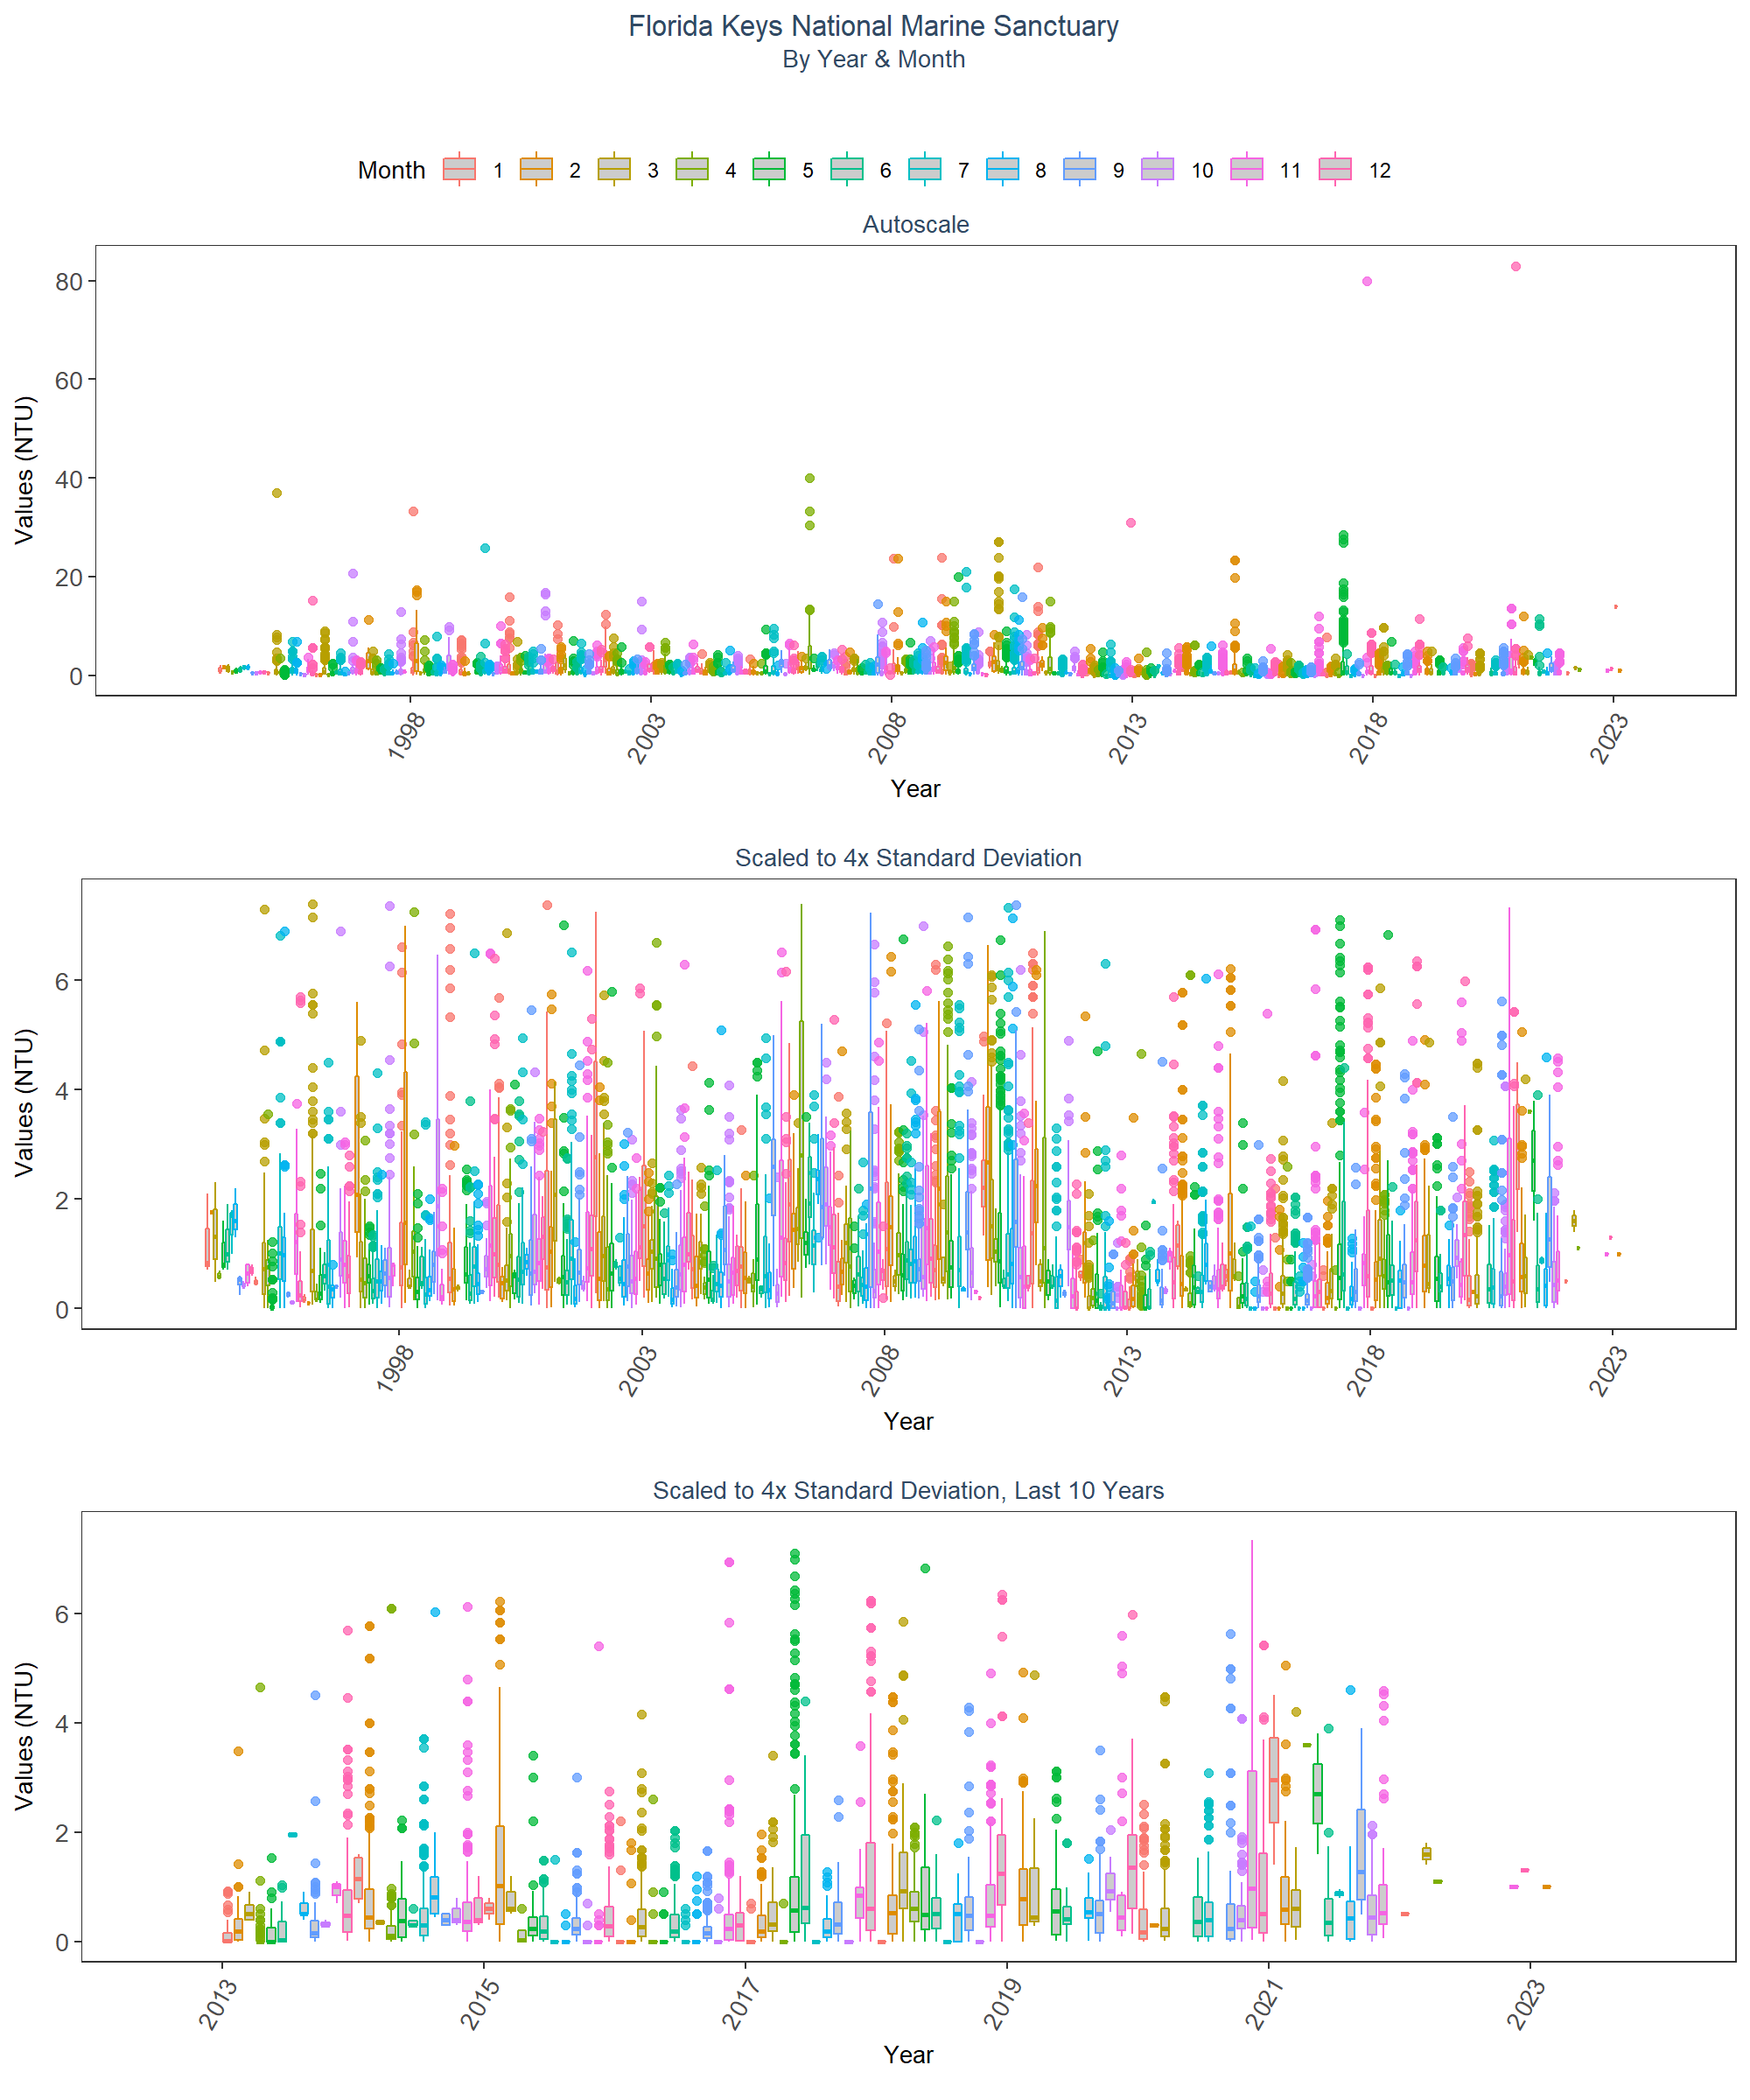 Florida Keys National Marine Sanctuary
By Year & Month
Month 1 2 3 4 5 6 7 8 9 10 11 12
Autoscale
Values (NTU)
80
60
40
20
0
1998 2003 2008 2013 2018 2023
Year
Scaled to 4x Standard Deviation
Values (NTU)
6
4
2
0
1998 2003 2008 2013 2018 2023
Year
Scaled to 4x Standard Deviation, Last 10 Years
Values (NTU)
6
4
2
0
2013 2015 2017 2019 2021 2023
Year